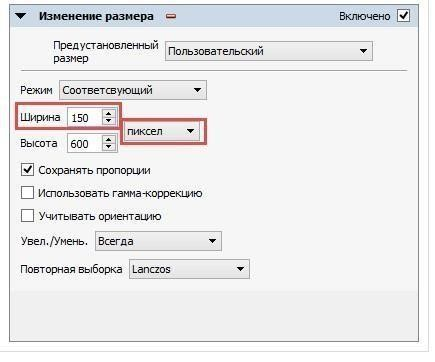 Изменение размера Включено
Предустановленный
размер Пользовательский
Режим Соответсвующий
Ширина 150 пиксел
Высота 600
Сохранять пропорции
Использовать гамма-коррекцию
Учитывать ориентацию
Увел./Умень. Всегда
Повторная выборка Lanczos